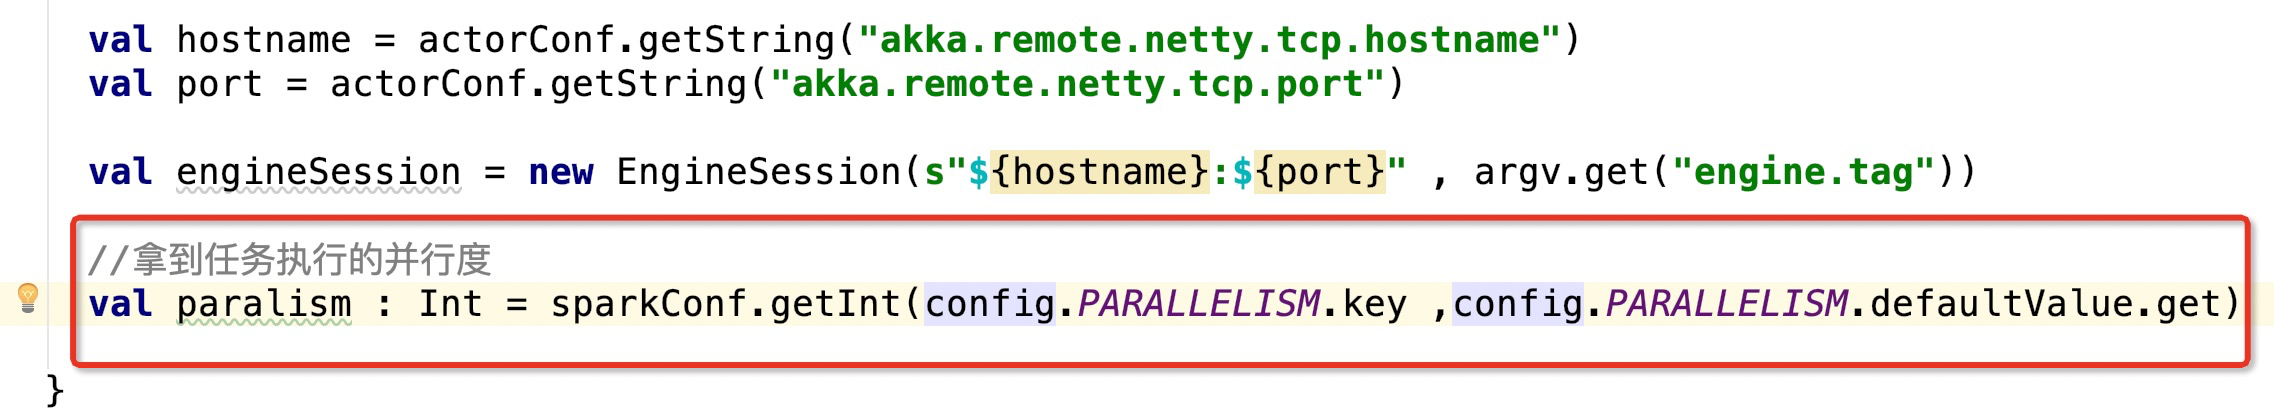 val hostname = actorConf.getString("akka.remote.netty.tcp.hostname")
val port = actorConf.getString("akka.remote.netty.tcp.port")
val engineSession = new EngineSession(s"${hostname}:${port}" , argv.get("engine.tag"))
//拿到任务执行的并行度
val paralism : Int = sparkConf.getInt(config.PARALLELISM.key ,config.PARALLELISM.defaultValue.get)
}